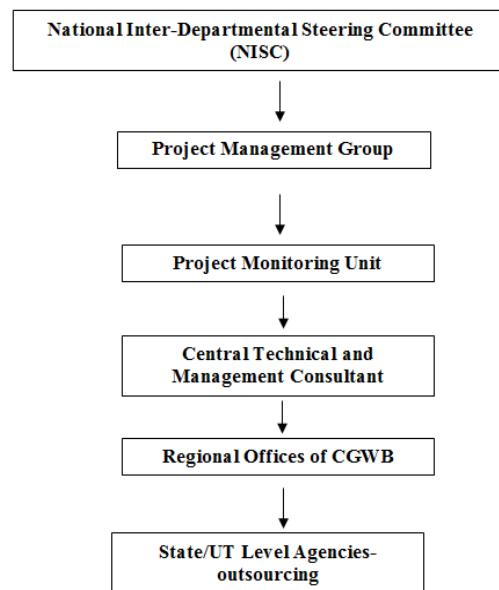 National Inter-Departmental Steering Committee
(NISC)
Project Management Group
Project Monitoring Unit
Central Technical and
Management Consultant
Regional Offices of CGWB
State/UT Level Agencies-
outsourcing